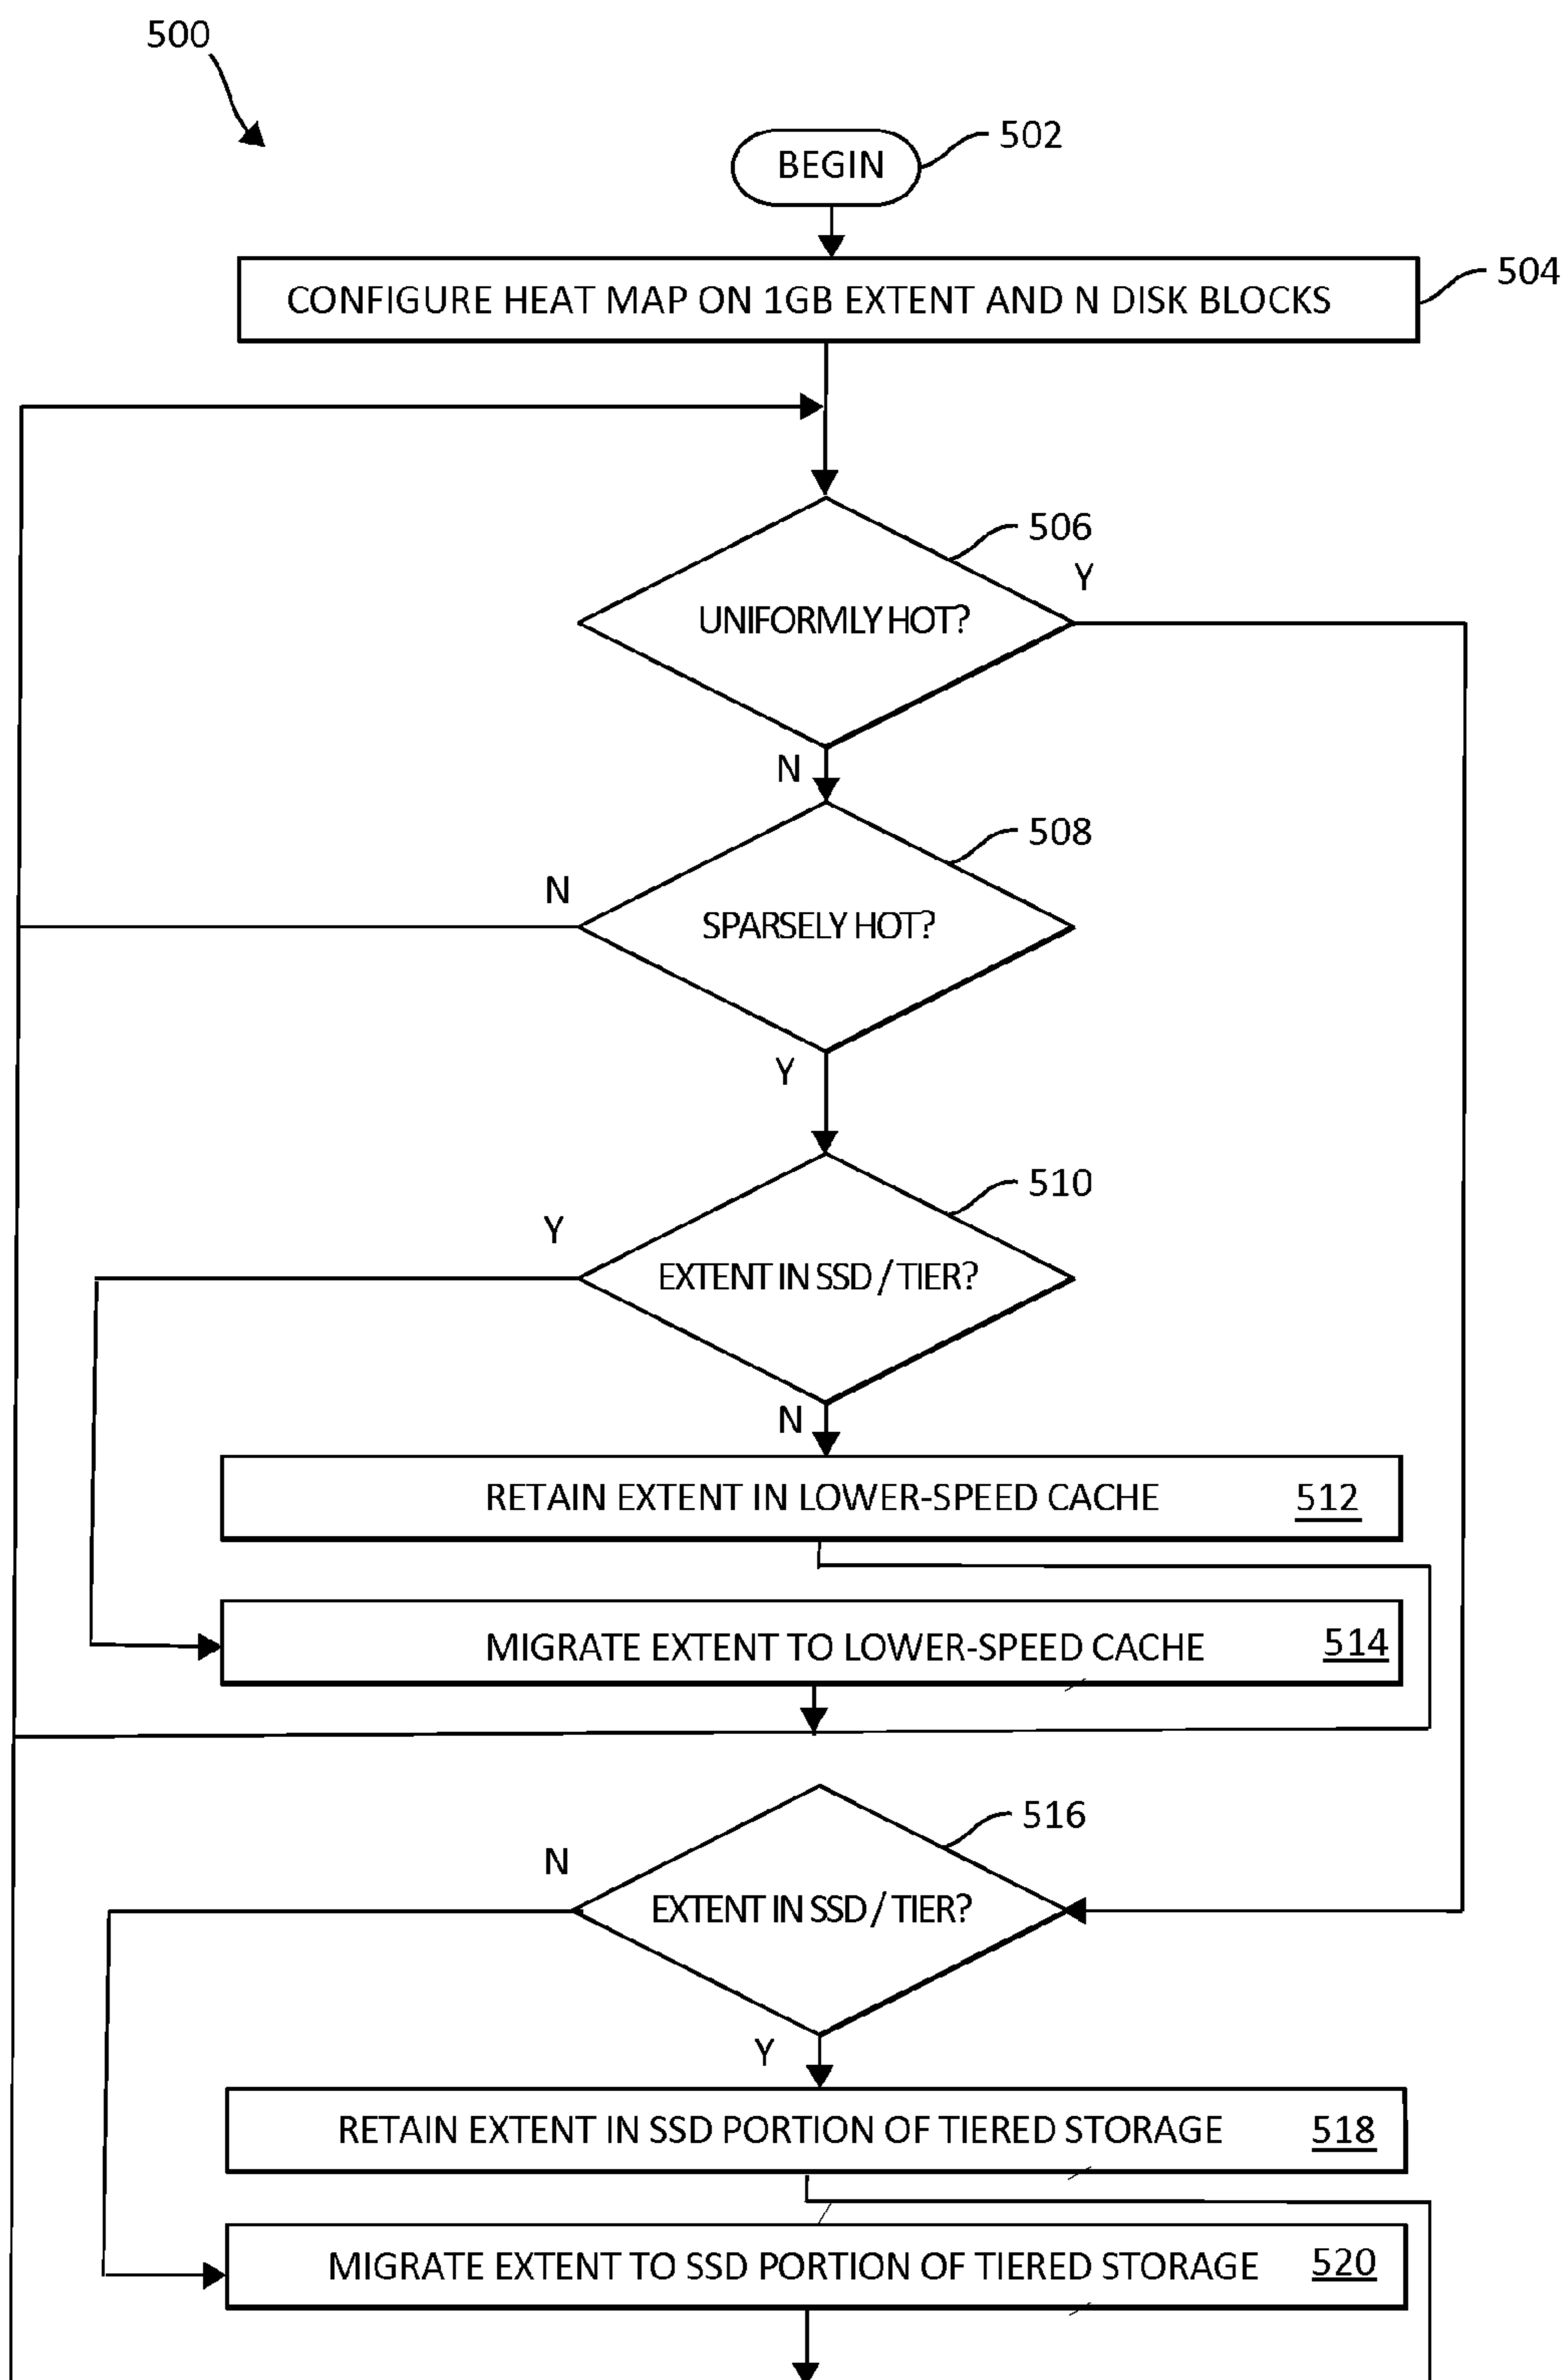 500
BEGIN
502
CONFIGURE HEAT MAP ON 1GB EXTENT AND N DISK BLOCKS
504
506
Y
UNIFORMLY HOT?
N
508
N
SPARSELY HOT?
Y
510
Y
EXTENT IN SSD / TIER?
N
RETAIN EXTENT IN LOWER-SPEED CACHE 512
MIGRATE EXTENT TO LOWER-SPEED CACHE 514
516
N
EXTENT IN SSD / TIER?
Y
RETAIN EXTENT IN SSD PORTION OF TIERED STORAGE 518
MIGRATE EXTENT TO SSD PORTION OF TIERED STORAGE 520